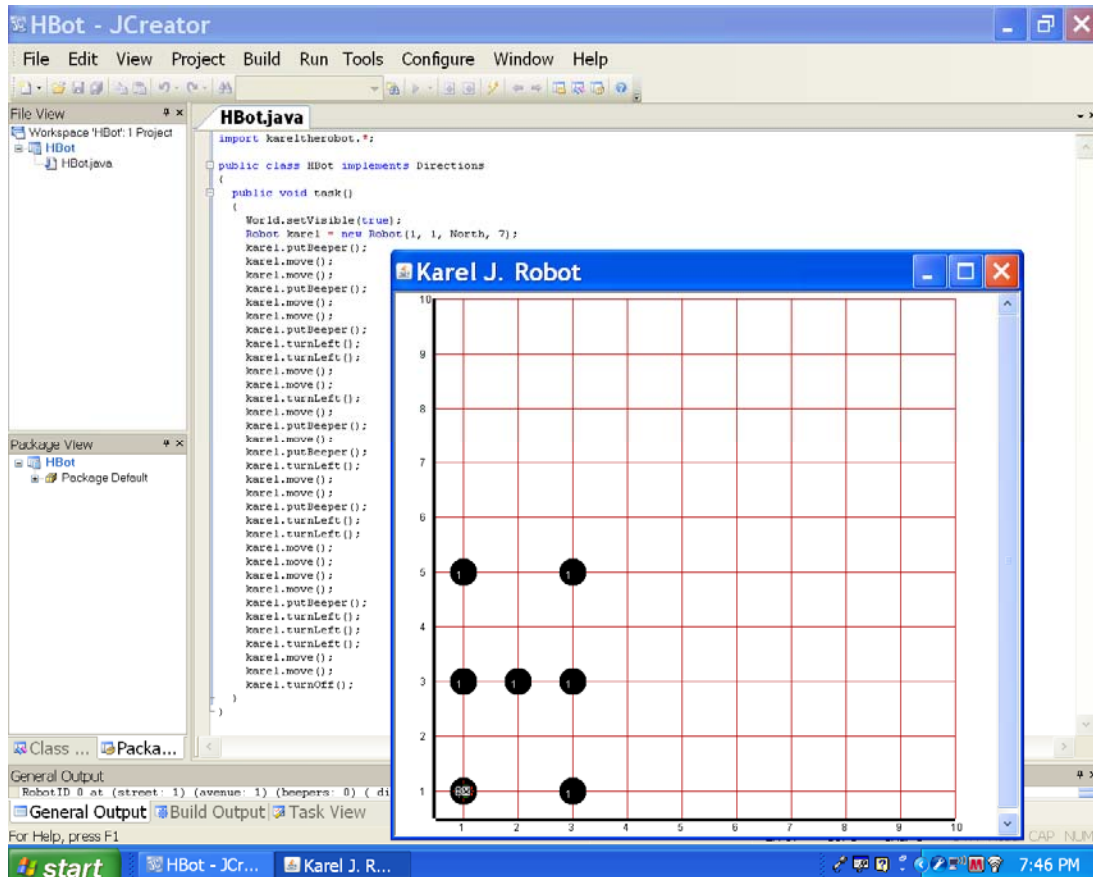 HBot - JCreator
File Edit View Project Build Run Tools Configure Window Help
File View
Workspace 'HBot': 1 Project
HBot
HBot.java
HBot.java
import kareltherobot.*;
public class HBot implements Directions
{
public void task()
{
World.setVisible(true);
Robot karel = new Robot(1, 1, North, 7);
karel.putBeeper();
karel.move();
karel.move();
karel.putBeeper();
karel.move();
karel.move();
karel.putBeeper();
karel.turnLeft();
karel.turnLeft();
karel.move();
karel.move();
karel.turnLeft();
karel.move();
karel.putBeeper();
karel.move();
karel.putBeeper();
karel.turnLeft();
karel.move();
karel.move();
karel.putBeeper();
karel.turnLeft();
karel.turnLeft();
karel.move();
karel.move();
karel.move();
karel.move();
karel.putBeeper();
karel.turnLeft();
karel.turnLeft();
karel.turnLeft();
karel.move();
karel.move();
karel.turnOff();
}
}
Package View
HBot
Package Default
Class ... Packa...
Karel J. Robot
10
9
8
7
6
5 1 1
4
3 1 1 1
2
1 1
1 2 3 4 5 6 7 8 9 10
General Output
RobotID 0 at (street: 1) (avenue: 1) (beepers: 0) ( di
General Output Build Output Task View
For Help, press F1
CAP NUM
start HBot - JCr... Karel J. R... 7:46 PM